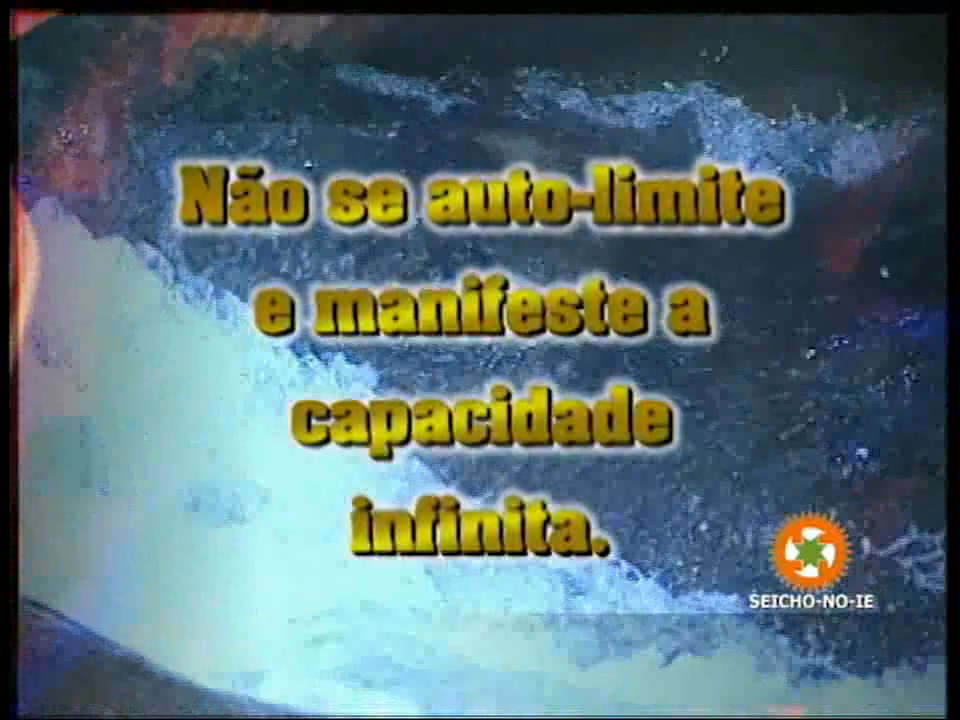 Não se auto-limite
e manifeste a
capacidade
infinita.
SEICHO-NO-IE